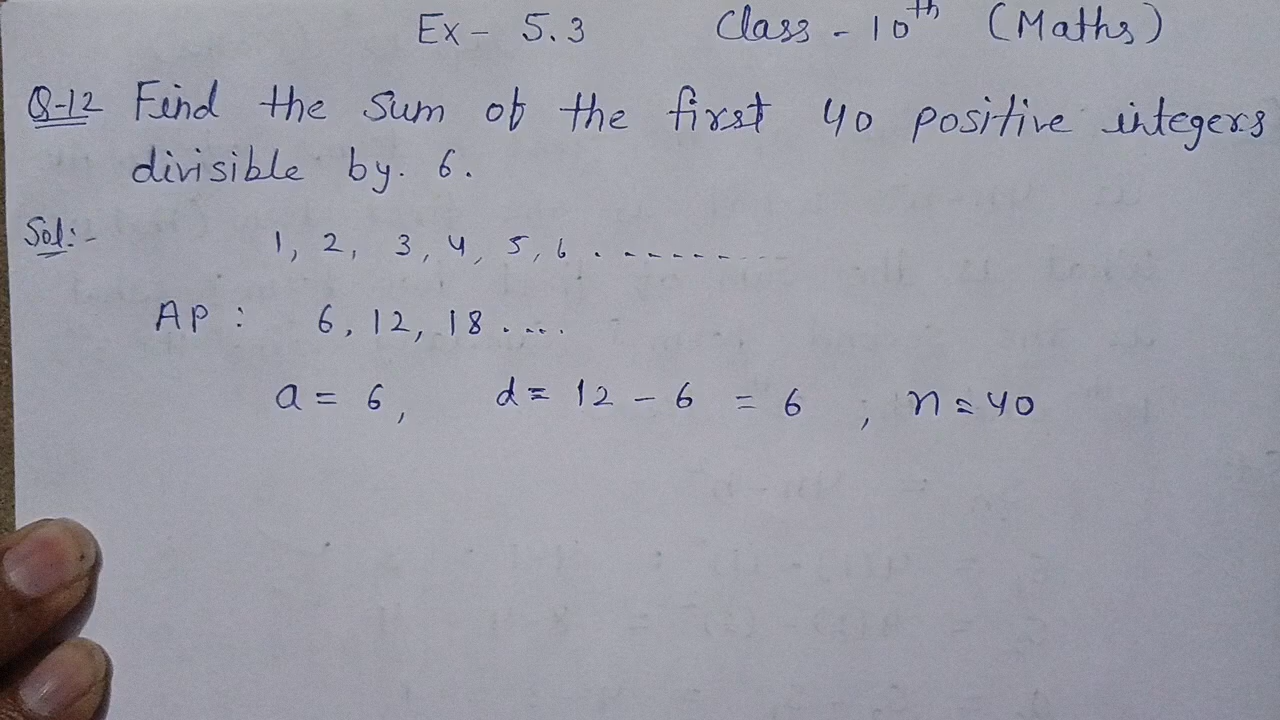 Ex - 5.3 Class - 10th (Maths)
Q-12 Find the sum of the first 40 positive integers
divisible by. 6.
Sol:- 1, 2, 3, 4, 5, 6 . - - - - - - -
AP : 6, 12, 18 ....
a = 6, d = 12 - 6 = 6 , n = 40